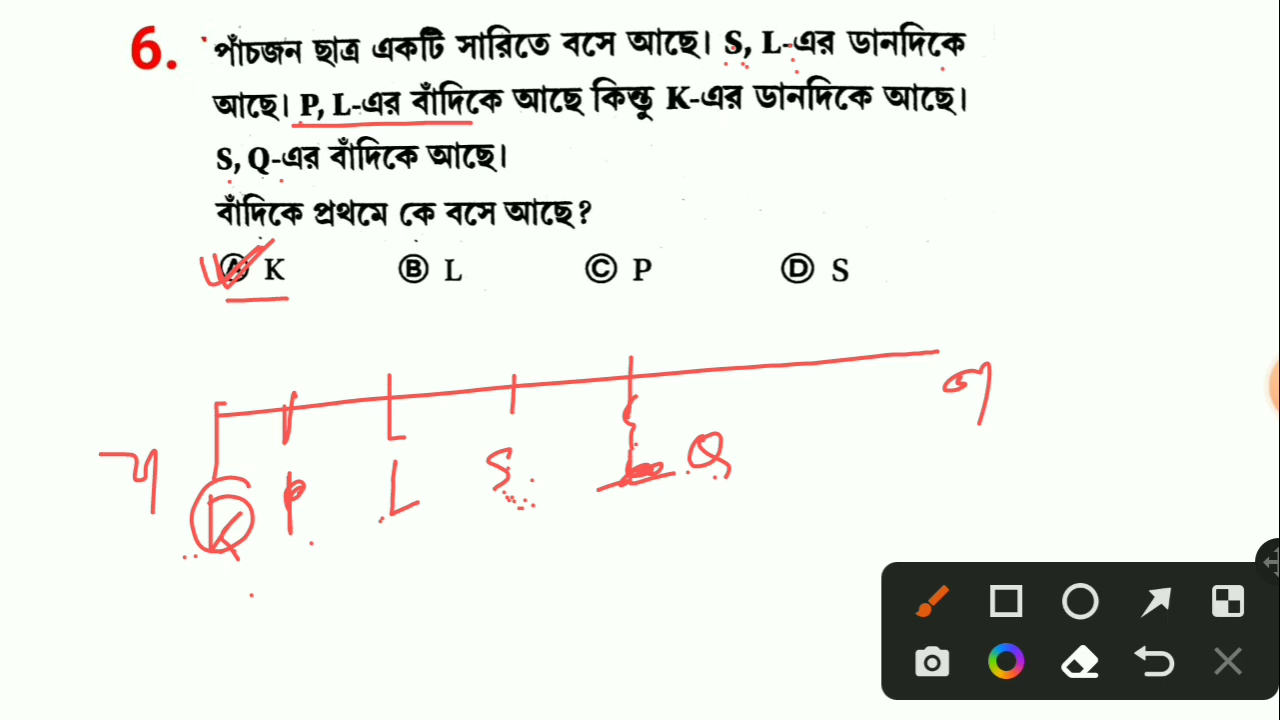 6. পাঁচজন ছাত্র একটি সারিতে বসে আছে। S, L-এর ডানদিকে
আছে। P, L-এর বাঁদিকে আছে কিন্তু K-এর ডানদিকে আছে।
S, Q-এর বাঁদিকে আছে।
বাঁদিকে প্রথমে কে বসে আছে?
Ⓐ K Ⓑ L Ⓒ P Ⓓ S
K P L S Q